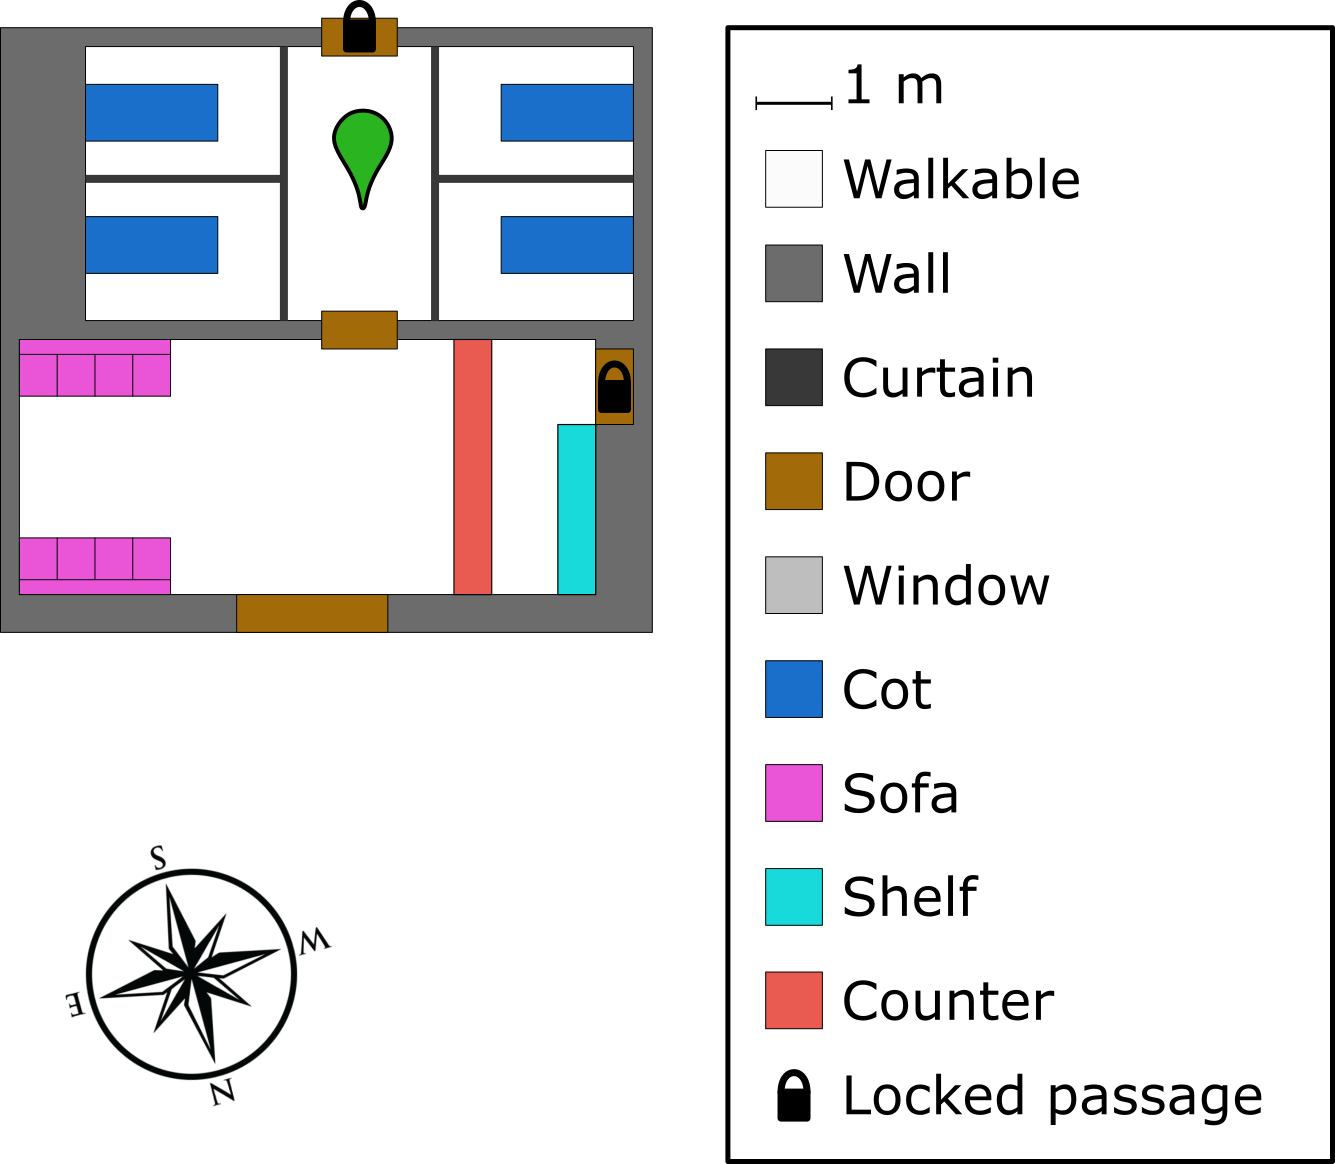 1 m
Walkable
Wall
Curtain
Door
Window
Cot
Sofa
Shelf
Counter
Locked passage
S
W
E
N